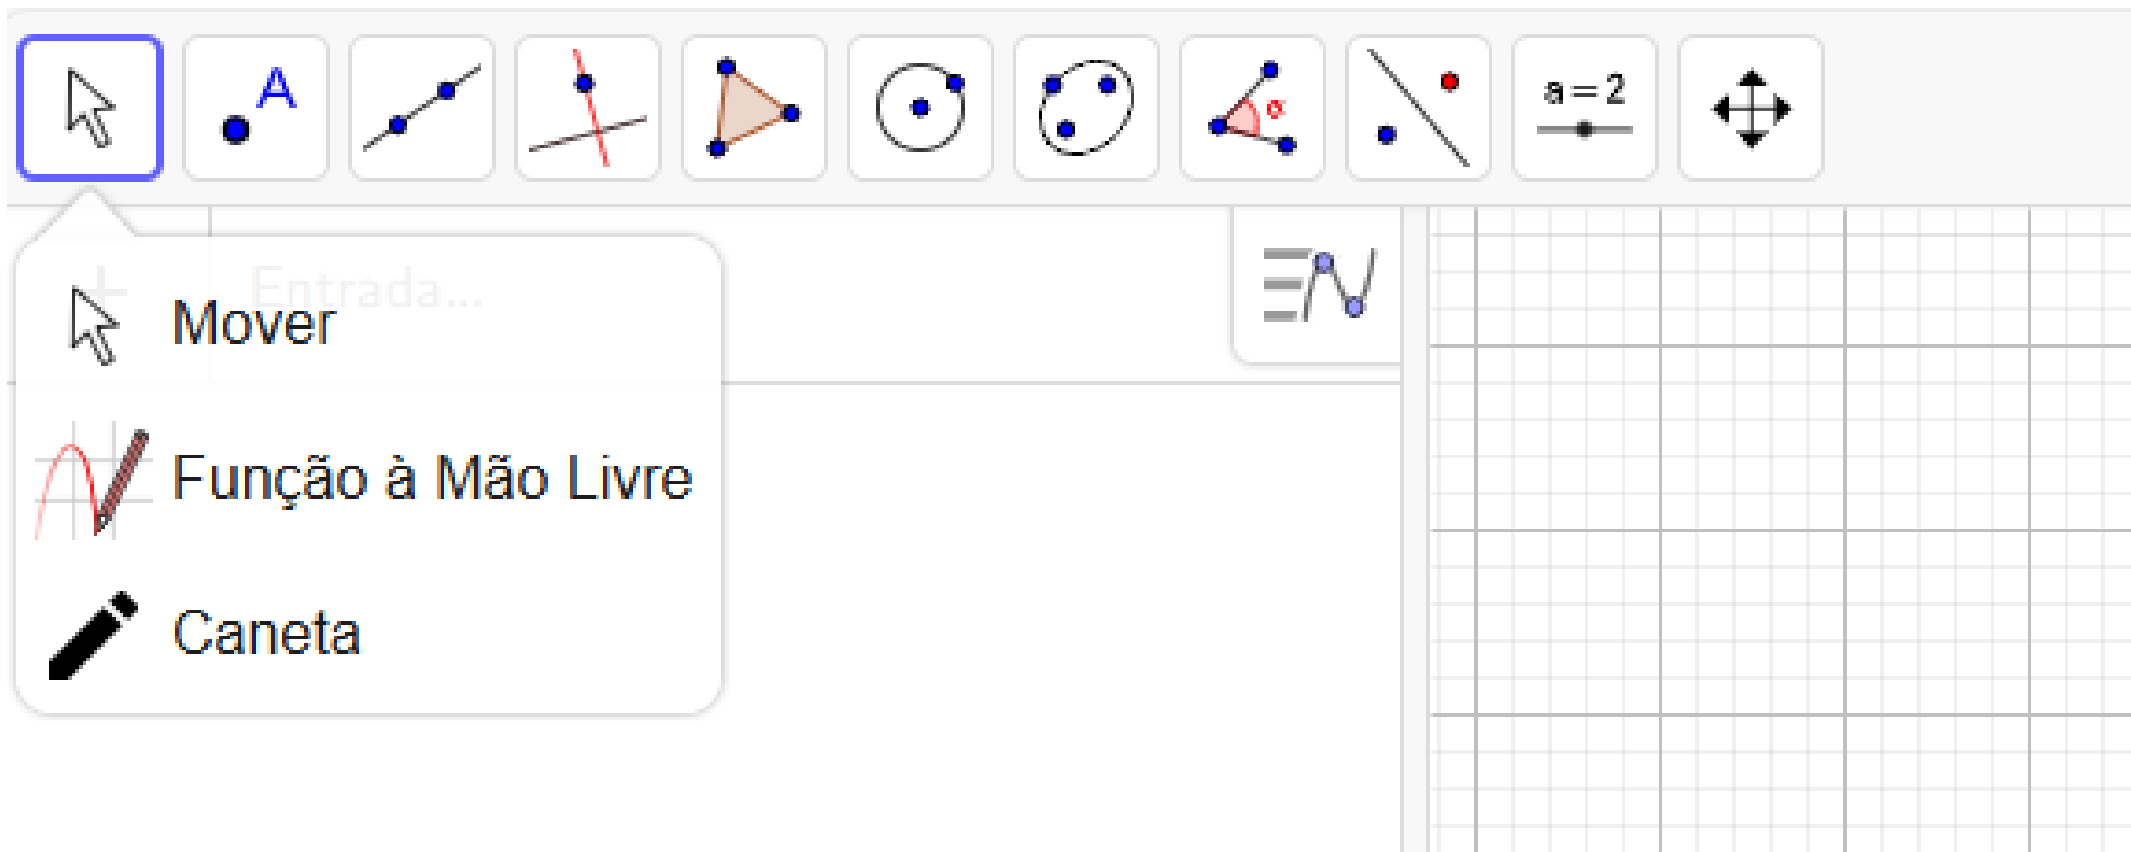 A
α
a = 2
Entrada...
Mover
Função à Mão Livre
Caneta